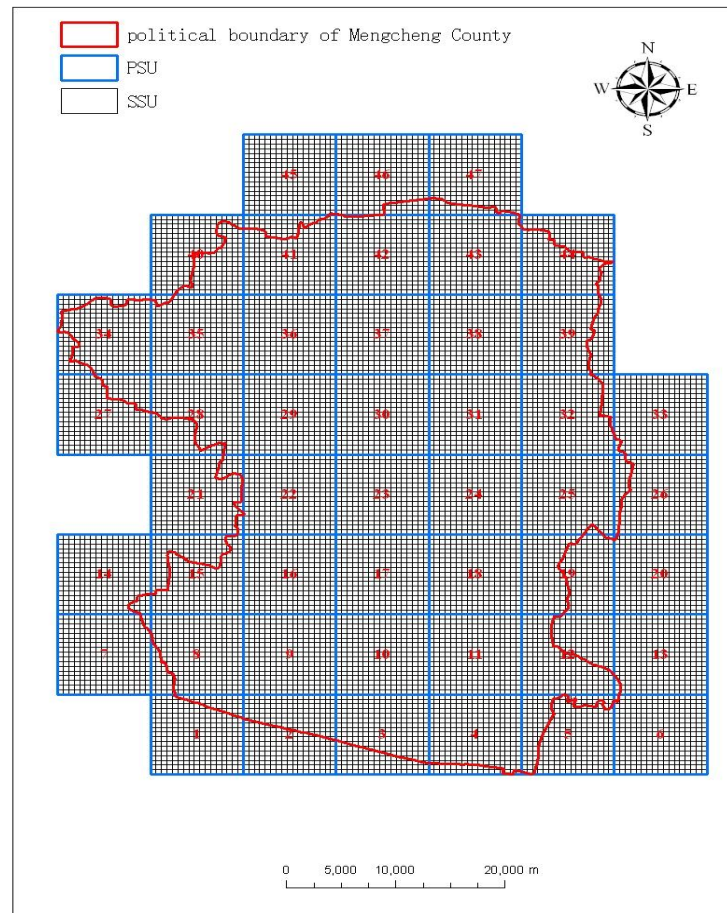 political boundary of Mengcheng County
PSU
SSU
N
W E
S
45 46 47
40 41 42 43 44
34 35 36 37 38 39
27 28 29 30 31 32 33
21 22 23 24 25 26
14 15 16 17 18 19 20
7 8 9 10 11 12 13
1 2 3 4 5 6
0 5,000 10,000 20,000 m